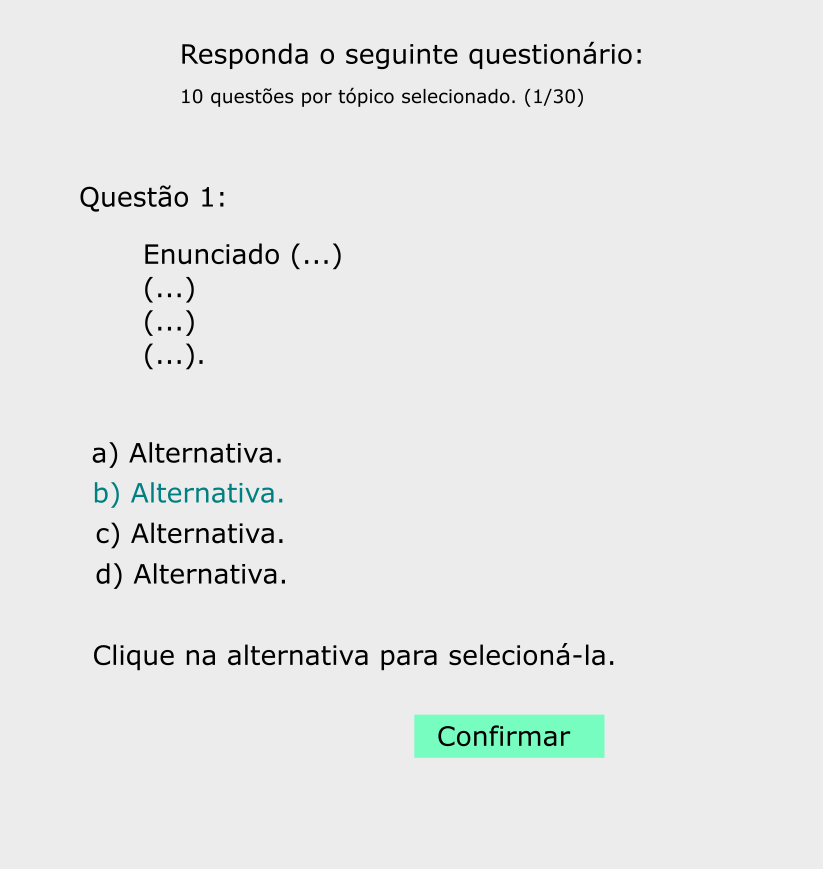 Responda o seguinte questionário:
10 questões por tópico selecionado. (1/30)
Questão 1:
Enunciado (...)
(...)
(...)
(...).
a) Alternativa.
b) Alternativa.
c) Alternativa.
d) Alternativa.
Clique na alternativa para selecioná-la.
Confirmar